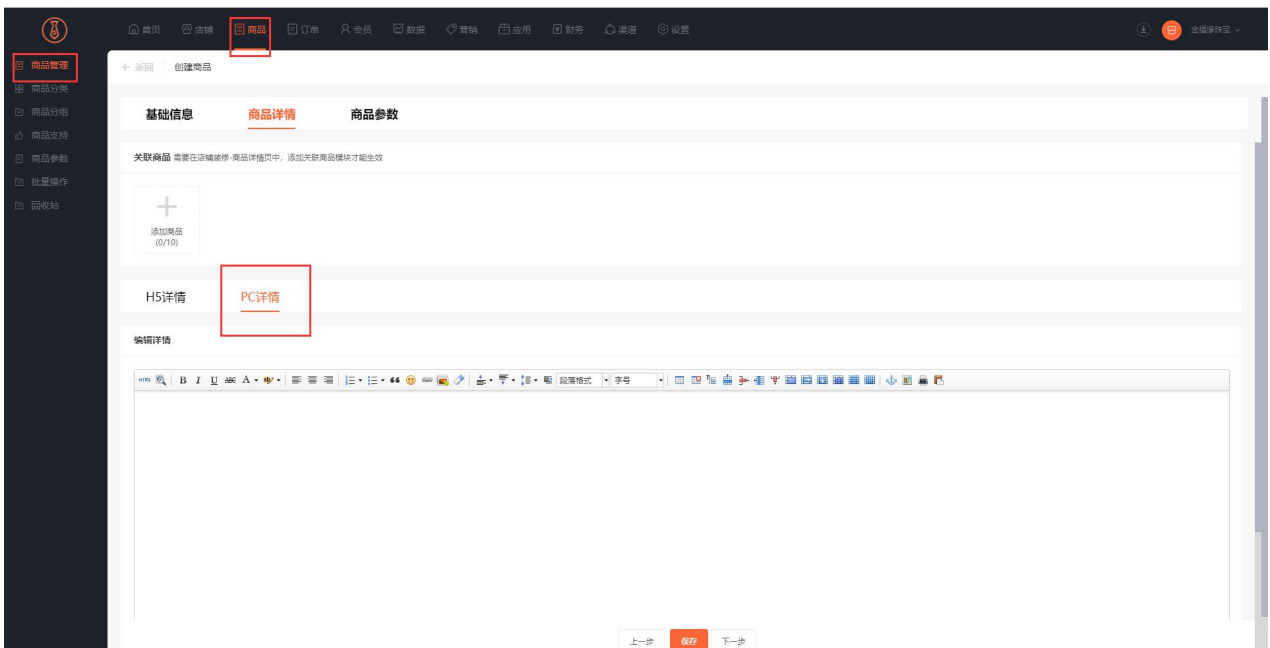 首页 店铺 商品 订单 会员 数据 营销 应用 财务 渠道 设置
商品管理
商品分类
商品分组
商品支持
商品参数
批量操作
回收站
返回 创建商品
基础信息 商品详情 商品参数
关联商品 需要在店铺装修-商品详情页中，添加关联商品模块才能生效
添加商品
(0/10)
H5详情 PC详情
编辑详情
HTML B I U ABC A 段落格式 字号
上一步 保存 下一步